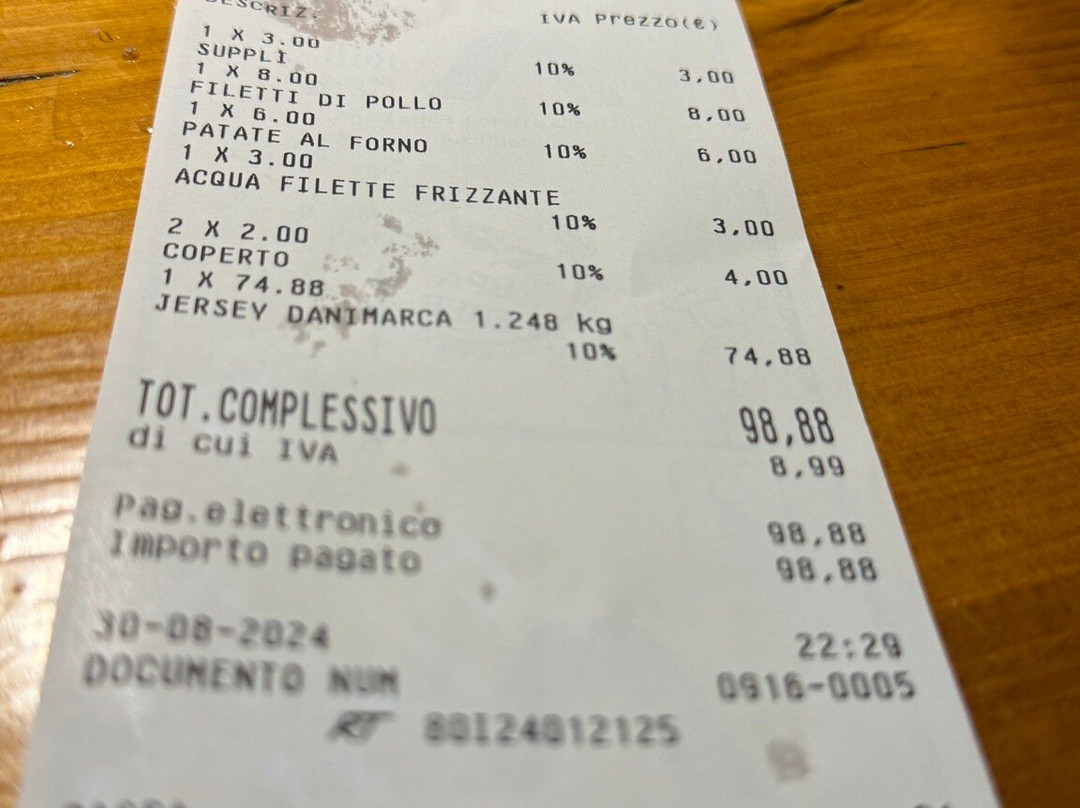 DESCRIZ. IVA Prezzo(€)
1 X 3.00
SUPPLI 10% 3,00
1 X 8.00
FILETTI DI POLLO 10% 8,00
1 X 6.00
PATATE AL FORNO 10% 6,00
1 X 3.00
ACQUA FILETTE FRIZZANTE
10% 3,00
2 X 2.00
COPERTO 10% 4,00
1 X 74.88
JERSEY DANIMARCA 1.248 kg
10% 74,88
TOT.COMPLESSIVO 98,88
di cui IVA 8,99
Pag.elettronico 98,88
Importo pagato 98,88
30-08-2024 22:29
DOCUMENTO NUM 0916-0005
RT 88I24012125